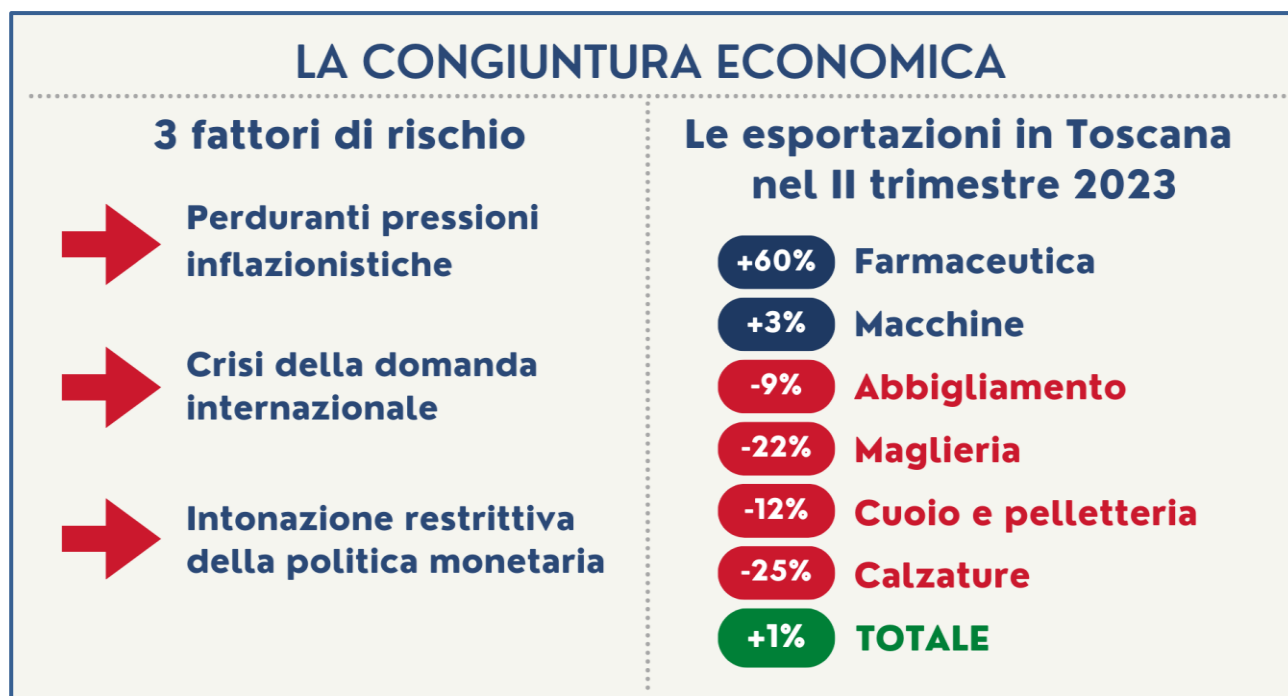 LA CONGIUNTURA ECONOMICA
3 fattori di rischio
Perduranti pressioni
inflazionistiche
Crisi della domanda
internazionale
Intonazione restrittiva
della politica monetaria
Le esportazioni in Toscana
nel II trimestre 2023
+60% Farmaceutica
+3% Macchine
-9% Abbigliamento
-22% Maglieria
-12% Cuoio e pelletteria
-25% Calzature
+1% TOTALE